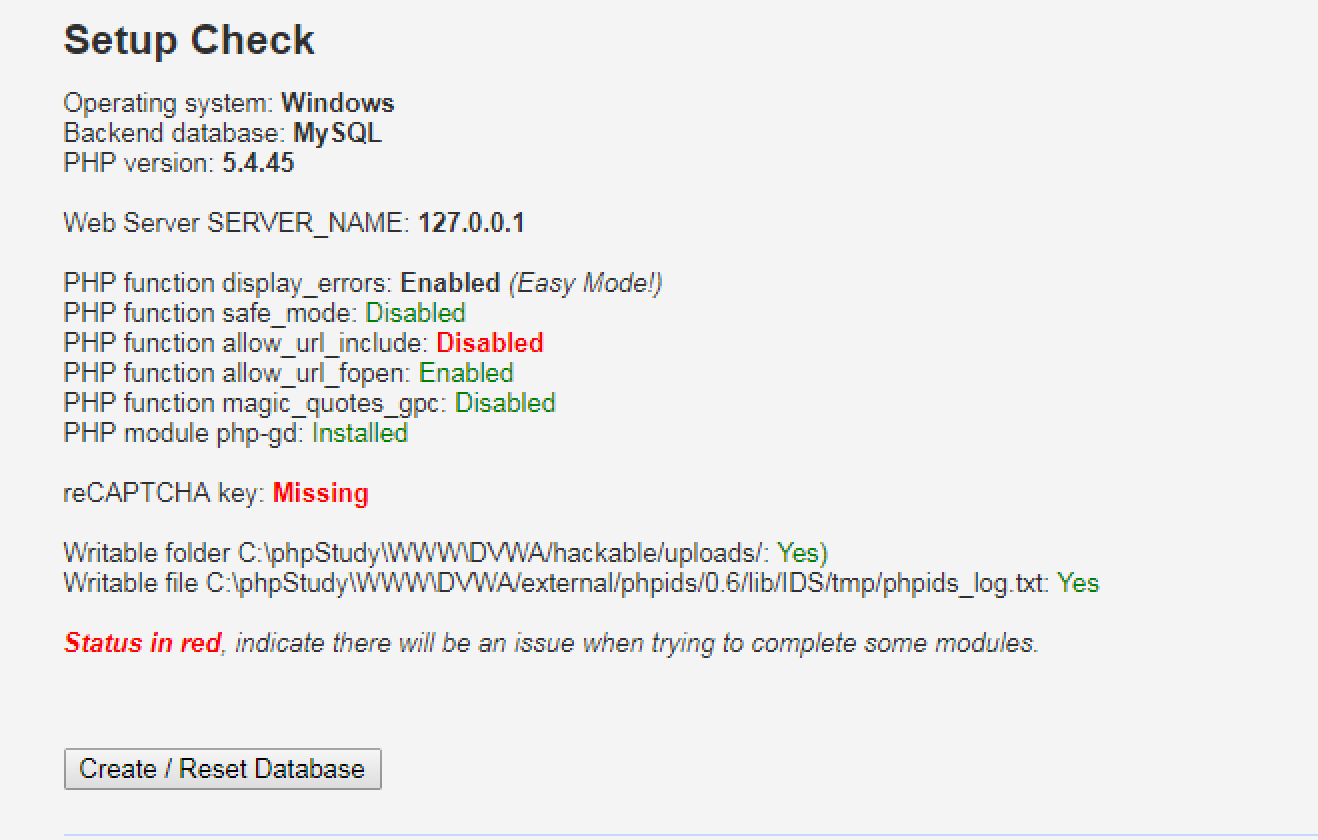 Setup Check
Operating system: Windows
Backend database: MySQL
PHP version: 5.4.45
Web Server SERVER_NAME: 127.0.0.1
PHP function display_errors: Enabled (Easy Mode!)
PHP function safe_mode: Disabled
PHP function allow_url_include: Disabled
PHP function allow_url_fopen: Enabled
PHP function magic_quotes_gpc: Disabled
PHP module php-gd: Installed
reCAPTCHA key: Missing
Writable folder C:\phpStudy\WWW\DVWA/hackable/uploads/: Yes)
Writable file C:\phpStudy\WWW\DVWA/external/phpids/0.6/lib/IDS/tmp/phpids_log.txt: Yes
Status in red, indicate there will be an issue when trying to complete some modules.
Create / Reset Database